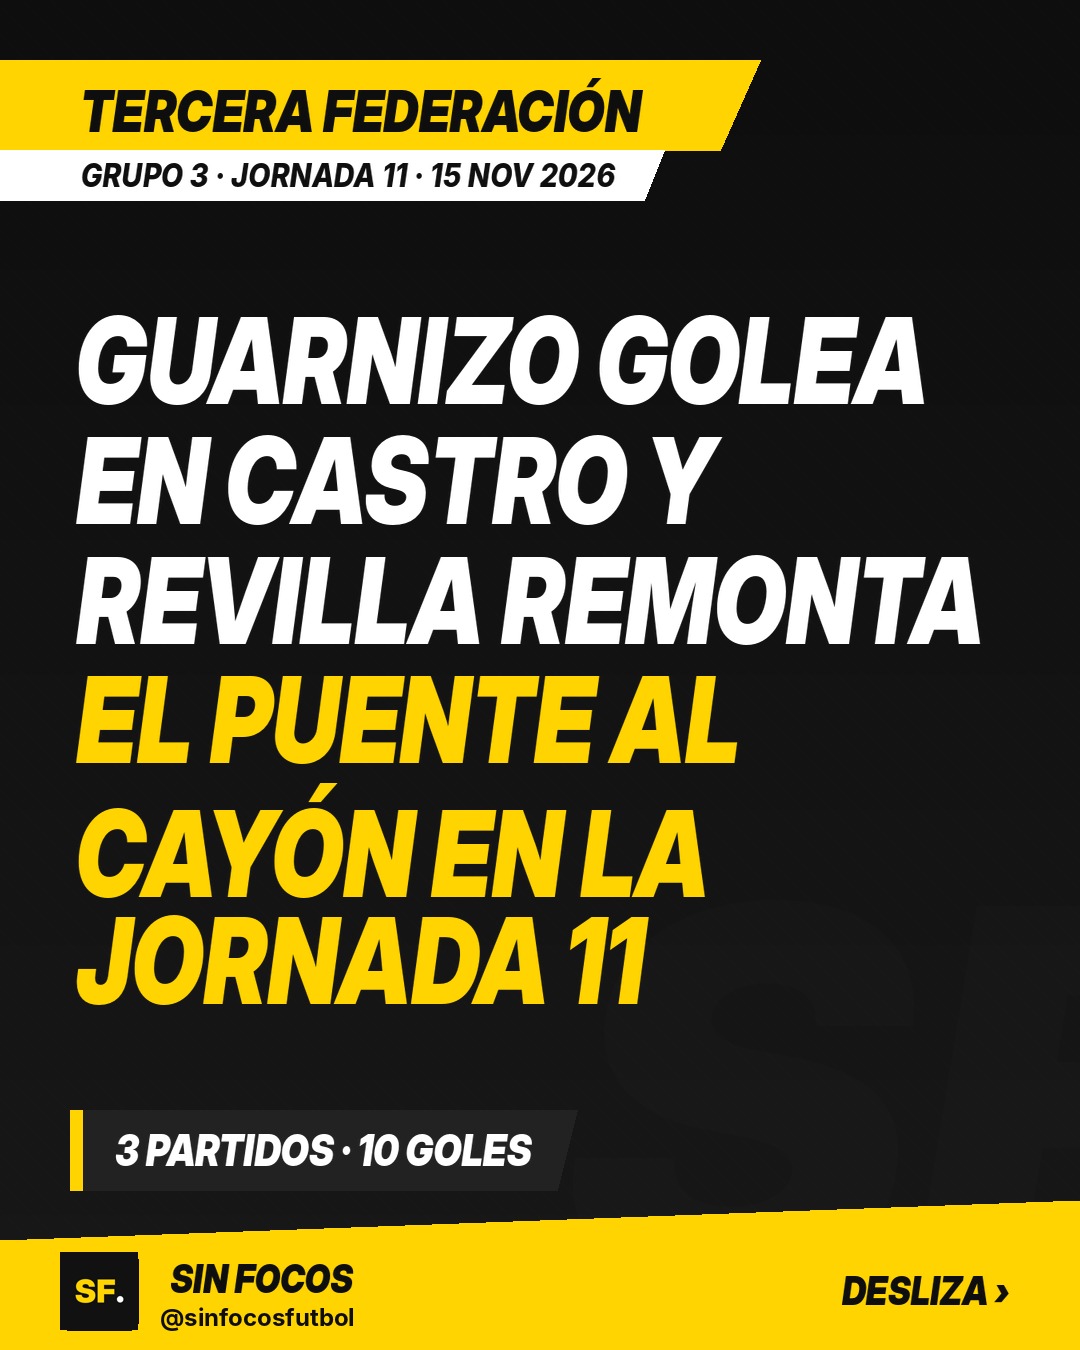 TERCERA FEDERACIÓN
GRUPO 3 · JORNADA 11 · 15 NOV 2026
GUARNIZO GOLEA
EN CASTRO Y
REVILLA REMONTA
EL PUENTE AL
CAYÓN EN LA
JORNADA 11
3 PARTIDOS · 10 GOLES
SF.
SIN FOCOS
@sinfocosfutbol
DESLIZA ›